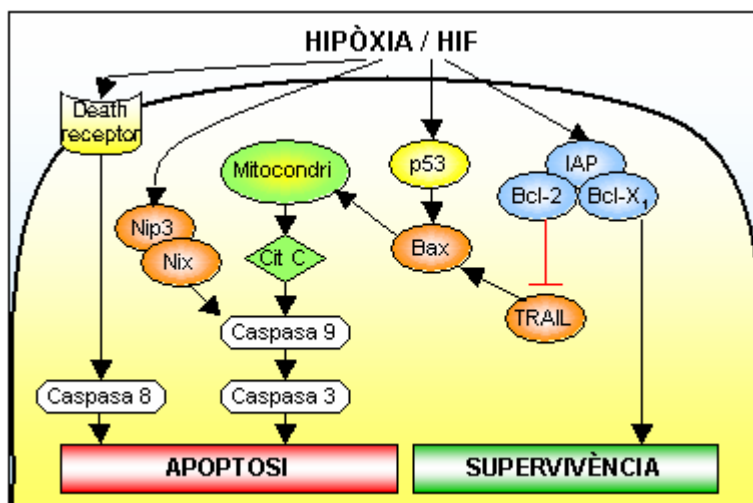 HIPÒXIA / HIF
Death
receptor
Mitocondri
p53
IAP
Bcl-2
Bcl-X1
Nip3
Nix
Cit C
Bax
TRAIL
Caspasa 9
Caspasa 8
Caspasa 3
APOPTOSI
SUPERVIVÈNCIA